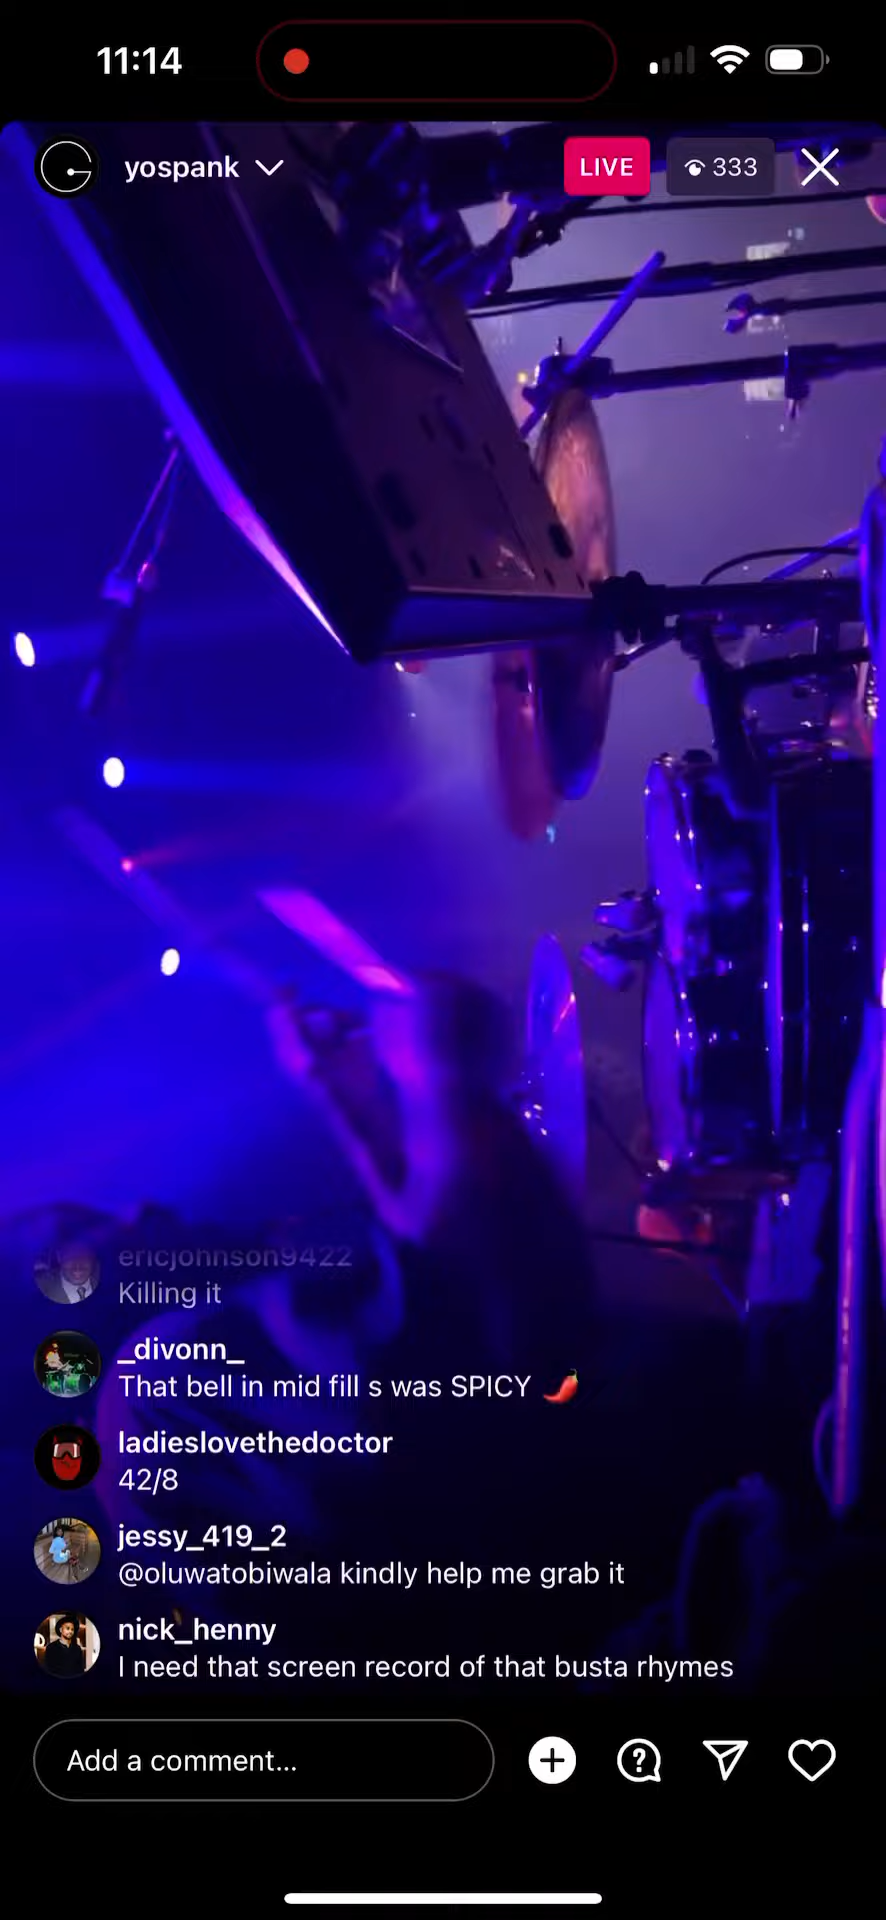 11:14
yospank
LIVE
333
ericjohnson9422
Killing it
_divonn_
That bell in mid fill s was SPICY 🌶️
ladieslovethedoctor
42/8
jessy_419_2
@oluwatobiwala kindly help me grab it
nick_henny
I need that screen record of that busta rhymes
Add a comment...